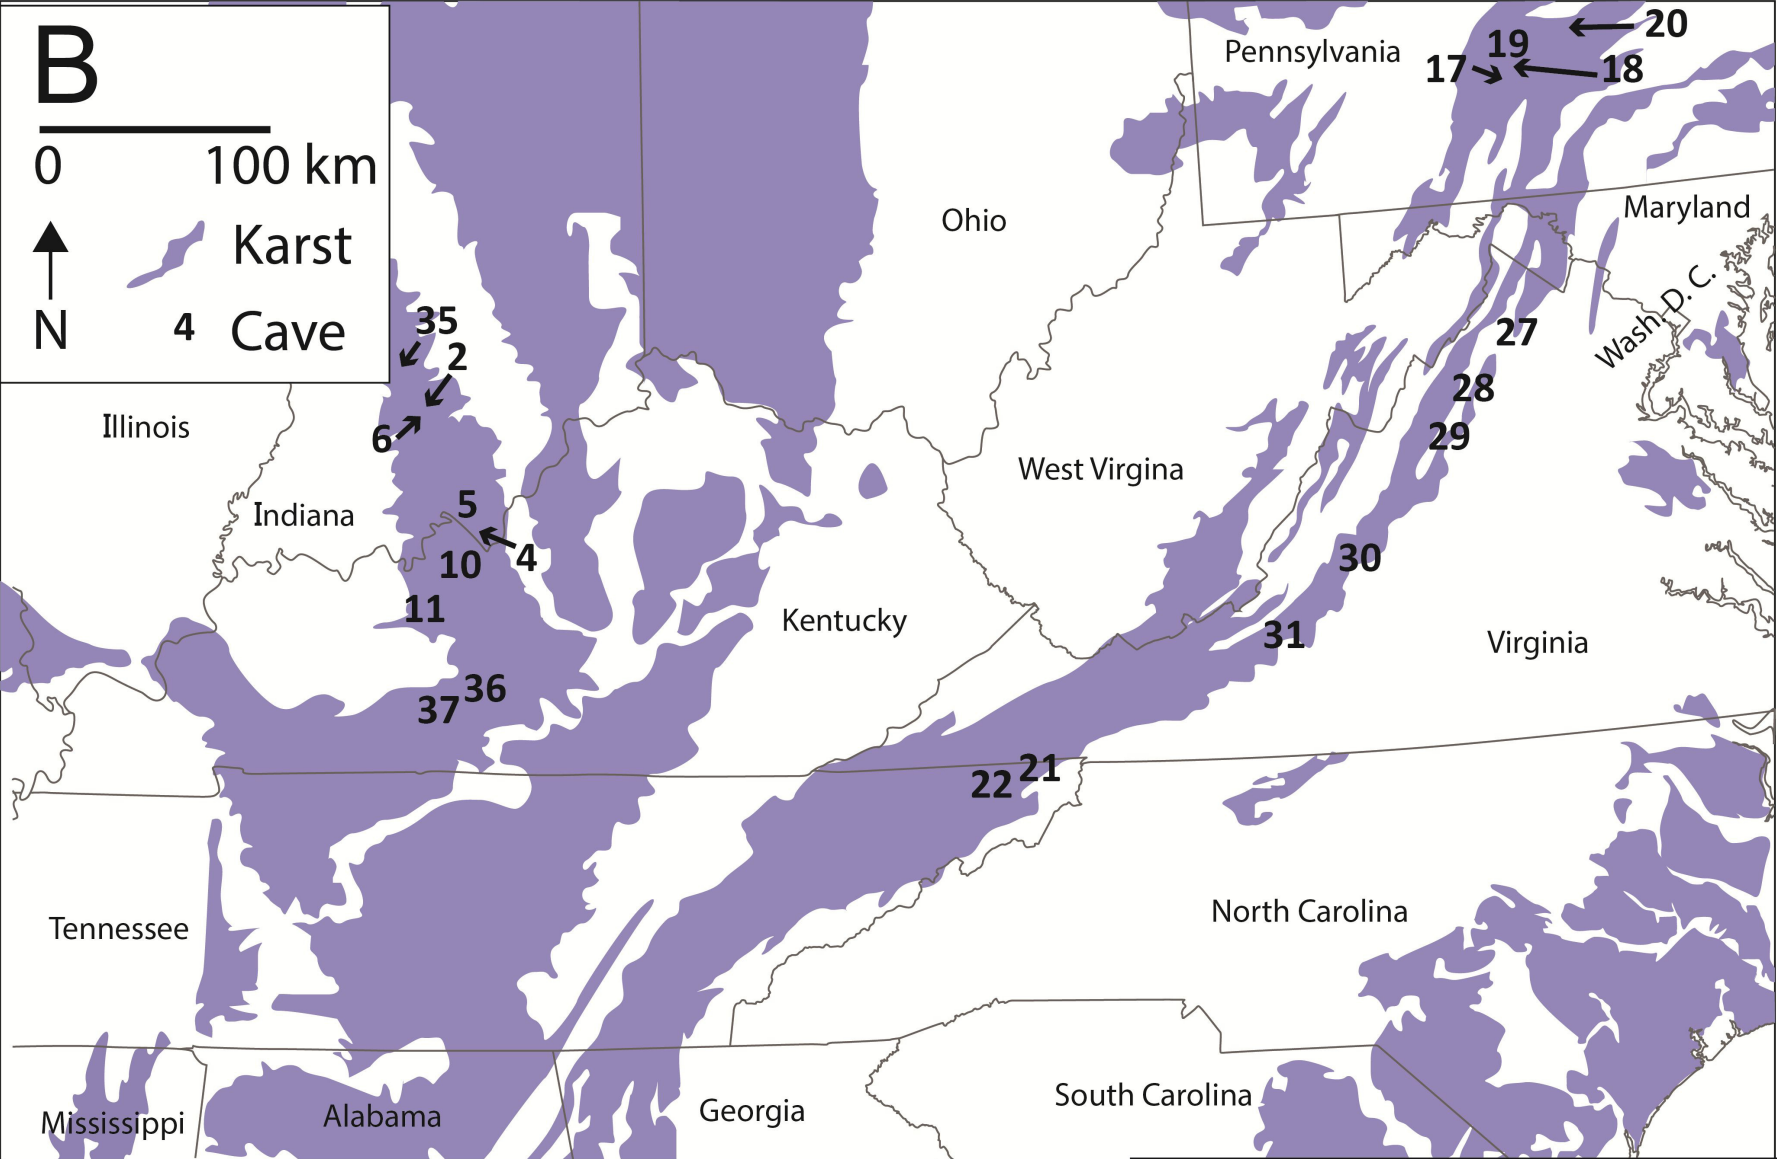 B
0 100 km
N
Karst
4 Cave
Pennsylvania
20
19
17
18
Ohio
Maryland
Wash. D. C.
35
2
6
27
28
29
Illinois
West Virgina
Indiana
5
4
10
11
30
31
Kentucky
Virginia
36
37
21
22
Tennessee
North Carolina
Mississippi
Alabama
Georgia
South Carolina